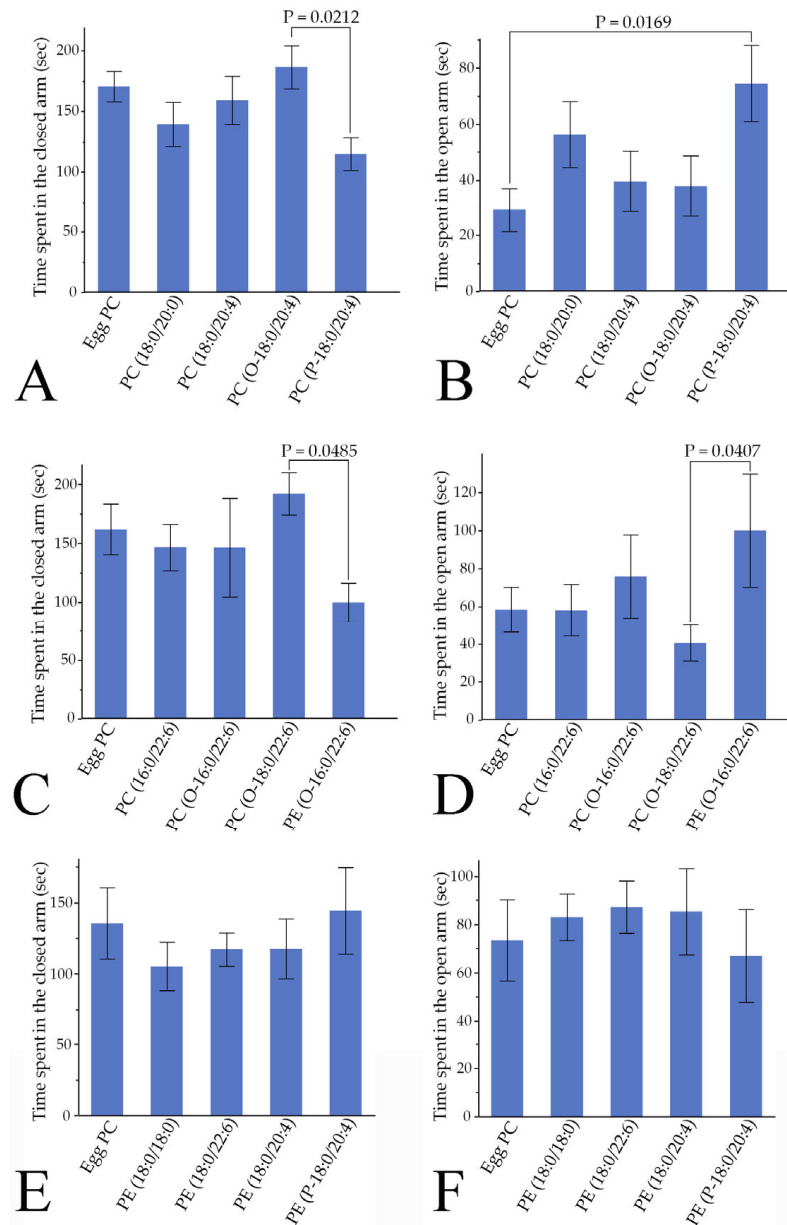 P = 0.0212
Time spent in the closed arm (sec)
200
150
100
50
0
Egg PC
PC (18:0/20:0)
PC (18:0/20:4)
PC (O-18:0/20:4)
PC (P-18:0/20:4)
A
P = 0.0169
Time spent in the open arm (sec)
80
60
40
20
0
Egg PC
PC (18:0/20:0)
PC (18:0/20:4)
PC (O-18:0/20:4)
PC (P-18:0/20:4)
B
P = 0.0485
Time spent in the closed arm (sec)
200
150
100
50
0
Egg PC
PC (16:0/22:6)
PC (O-16:0/22:6)
PC (O-18:0/22:6)
PE (O-16:0/22:6)
C
P = 0.0407
Time spent in the open arm (sec)
120
100
80
60
40
20
0
Egg PC
PC (16:0/22:6)
PC (O-16:0/22:6)
PC (O-18:0/22:6)
PE (O-16:0/22:6)
D
Time spent in the closed arm (sec)
150
100
50
0
Egg PC
PE (18:0/18:0)
PE (18:0/22:6)
PE (18:0/20:4)
PE (P-18:0/20:4)
E
Time spent in the open arm (sec)
100
80
60
40
20
0
Egg PC
PE (18:0/18:0)
PE (18:0/22:6)
PE (18:0/20:4)
PE (P-18:0/20:4)
F